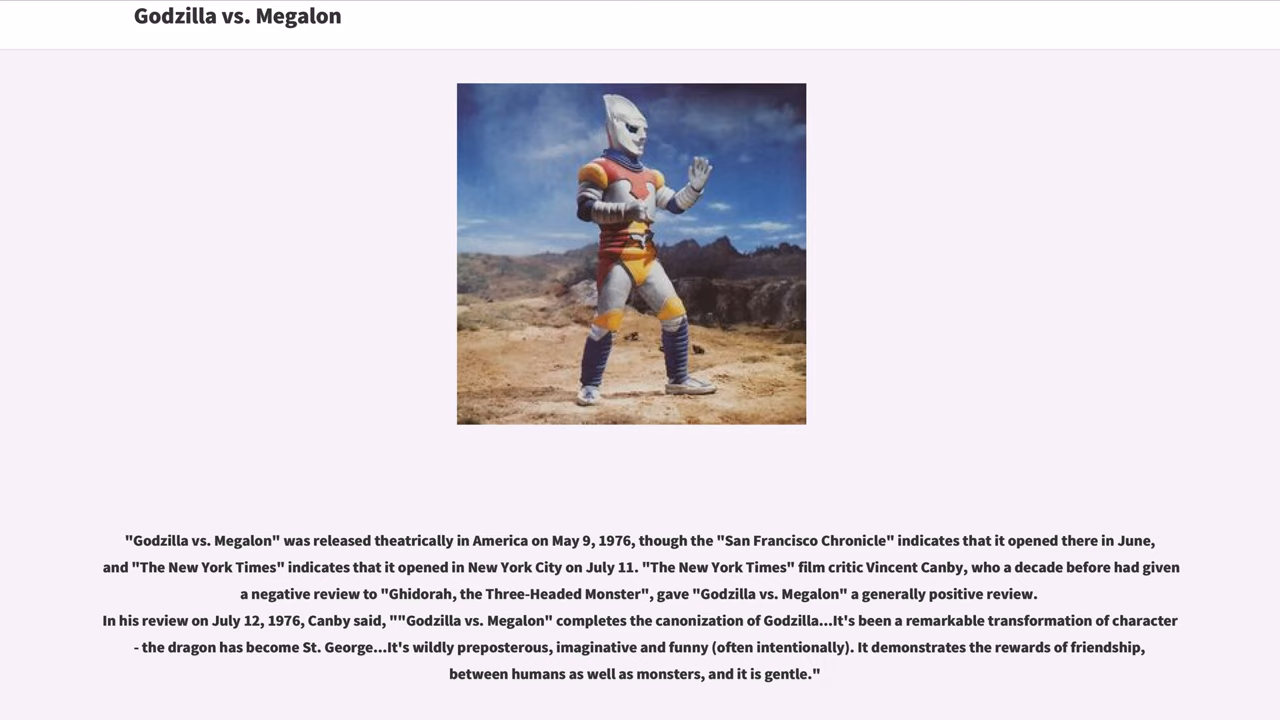 Godzilla vs. Megalon
"Godzilla vs. Megalon" was released theatrically in America on May 9, 1976, though the "San Francisco Chronicle" indicates that it opened there in June,
and "The New York Times" indicates that it opened in New York City on July 11. "The New York Times" film critic Vincent Canby, who a decade before had given
a negative review to "Ghidorah, the Three-Headed Monster", gave "Godzilla vs. Megalon" a generally positive review.
In his review on July 12, 1976, Canby said, ""Godzilla vs. Megalon" completes the canonization of Godzilla...It's been a remarkable transformation of character
- the dragon has become St. George...It's wildly preposterous, imaginative and funny (often intentionally). It demonstrates the rewards of friendship,
between humans as well as monsters, and it is gentle."